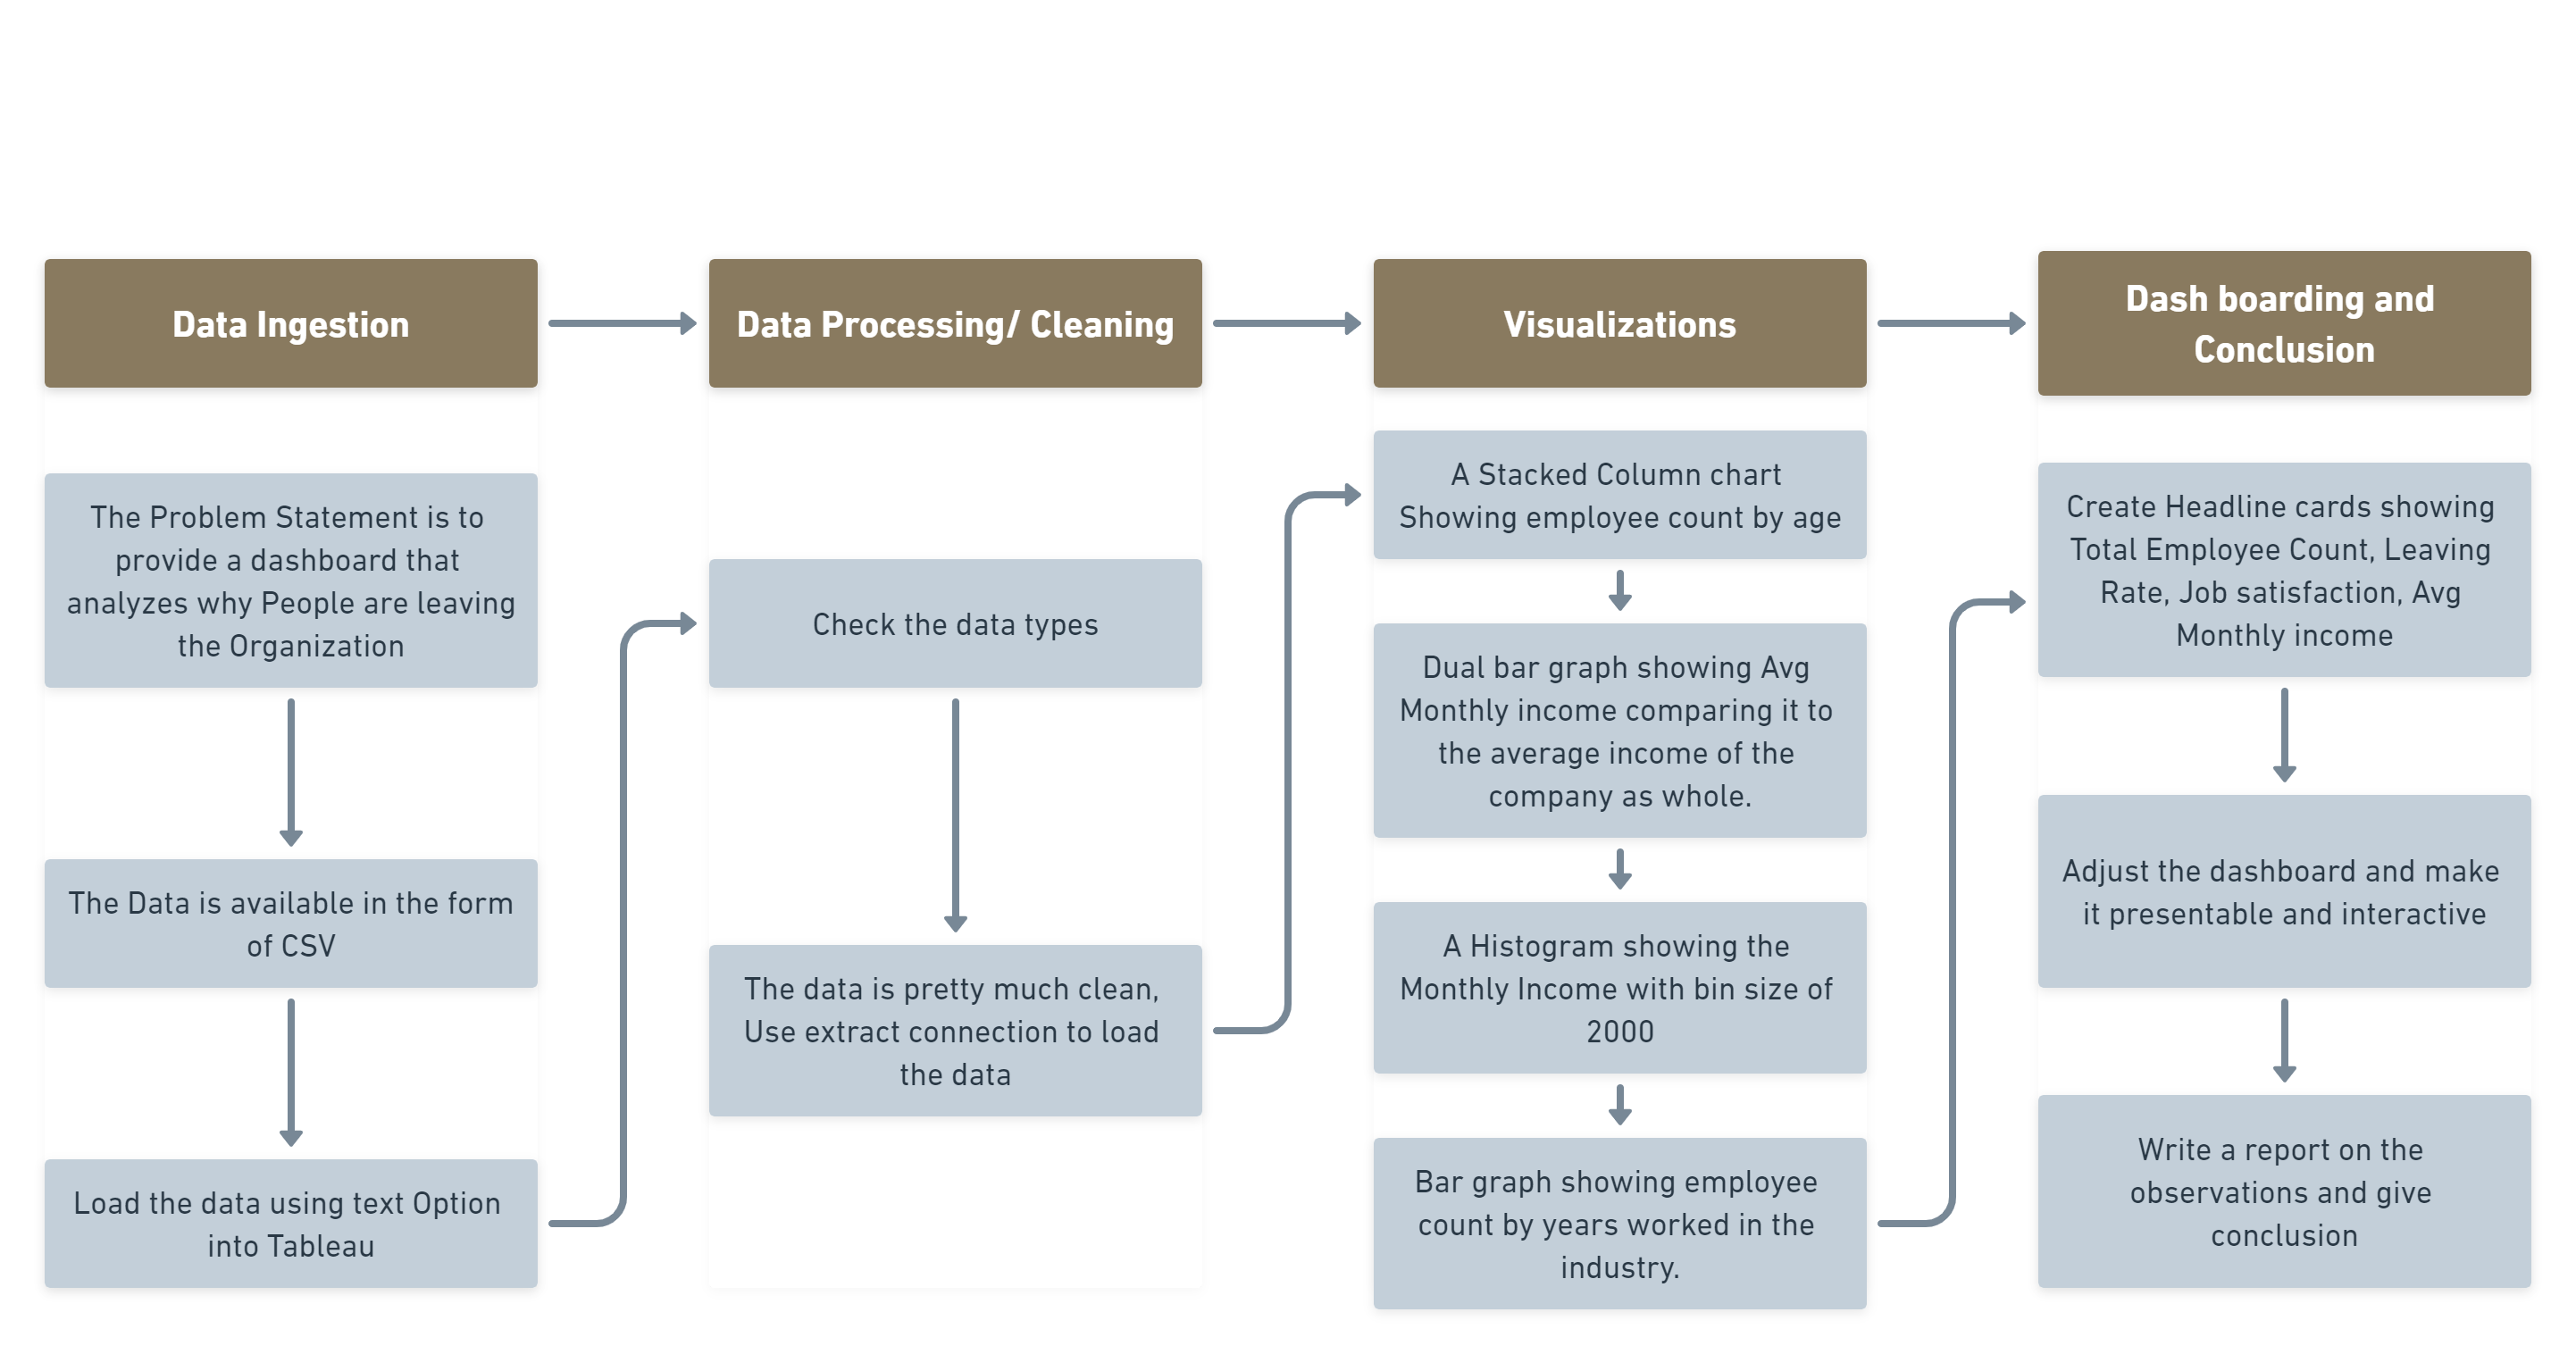 Data Ingestion
The Problem Statement is to
provide a dashboard that
analyzes why People are leaving
the Organization
The Data is available in the form
of CSV
Load the data using text Option
into Tableau
Data Processing/ Cleaning
Check the data types
The data is pretty much clean,
Use extract connection to load
the data
Visualizations
A Stacked Column chart
Showing employee count by age
Dual bar graph showing Avg
Monthly income comparing it to
the average income of the
company as whole.
A Histogram showing the
Monthly Income with bin size of
2000
Bar graph showing employee
count by years worked in the
industry.
Dash boarding and
Conclusion
Create Headline cards showing
Total Employee Count, Leaving
Rate, Job satisfaction, Avg
Monthly income
Adjust the dashboard and make
it presentable and interactive
Write a report on the
observations and give
conclusion